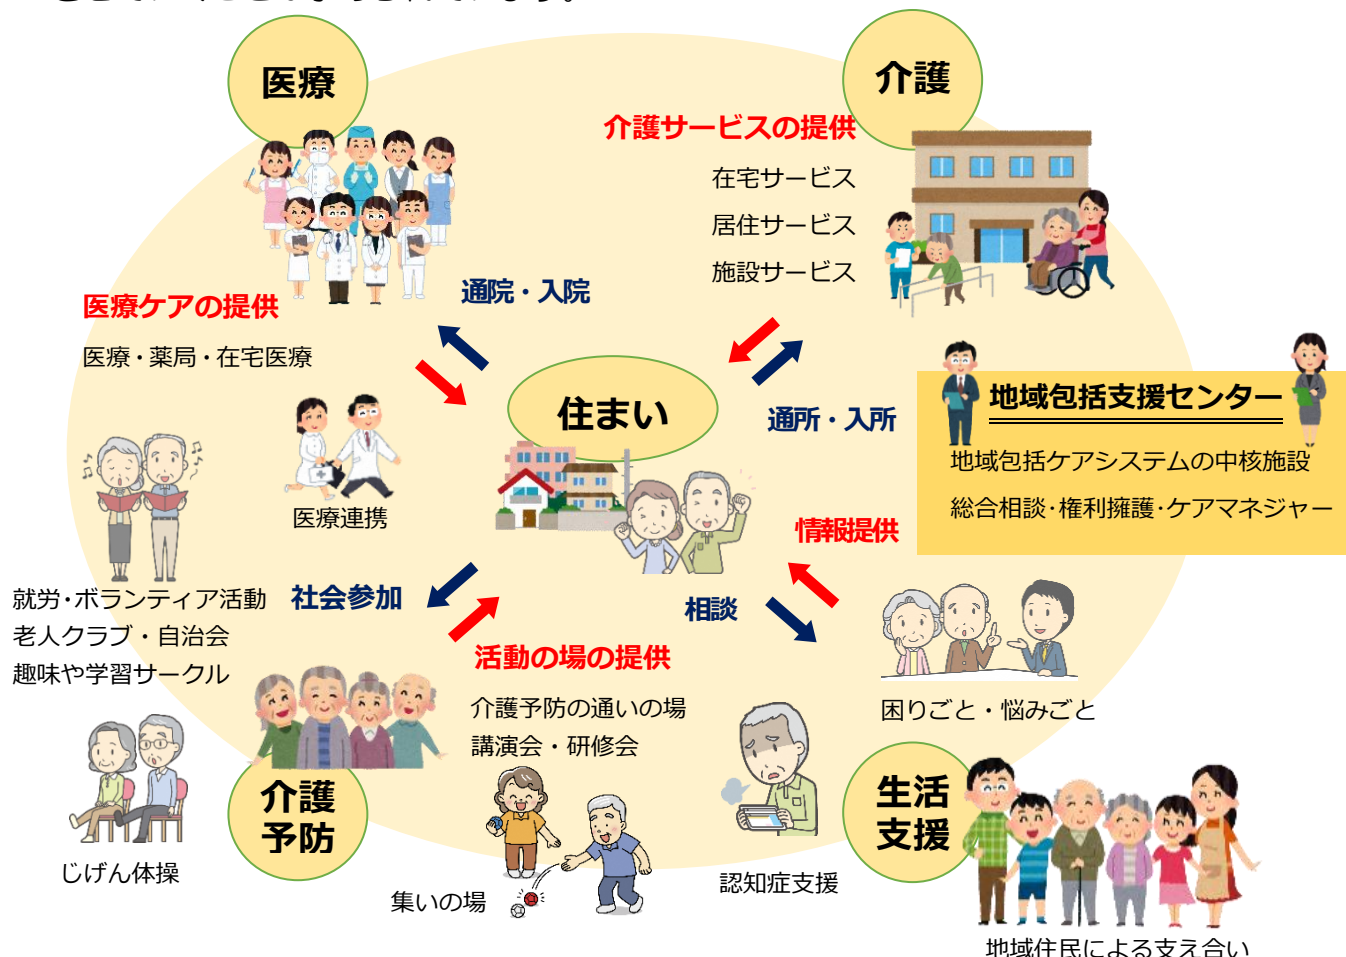 医療
介護
介護サービスの提供
在宅サービス
居住サービス
施設サービス
通院・入院
医療ケアの提供
医療・薬局・在宅医療
住まい
通所・入所
地域包括支援センター
地域包括ケアシステムの中核施設
総合相談・権利擁護・ケアマネジャー
医療連携
情報提供
就労・ボランティア活動
老人クラブ・自治会
趣味や学習サークル
社会参加
相談
活動の場の提供
介護予防の通いの場
講演会・研修会
困りごと・悩みごと
介護
予防
生活
支援
じげん体操
集いの場
認知症支援
地域住民による支え合い